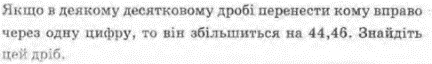 Якщо в деякому десятковому дробі перенести кому вправо
через одну цифру, то він збільшиться на 44,46. Знайдіть
цей дріб.